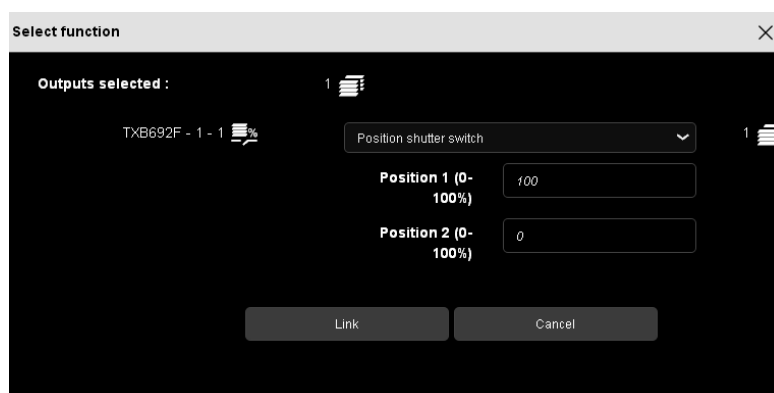 Select function
Outputs selected :
1
TXB692F - 1 - 1 %
Position shutter switch
1
Position 1 (0-
100%)
100
Position 2 (0-
100%)
0
Link
Cancel